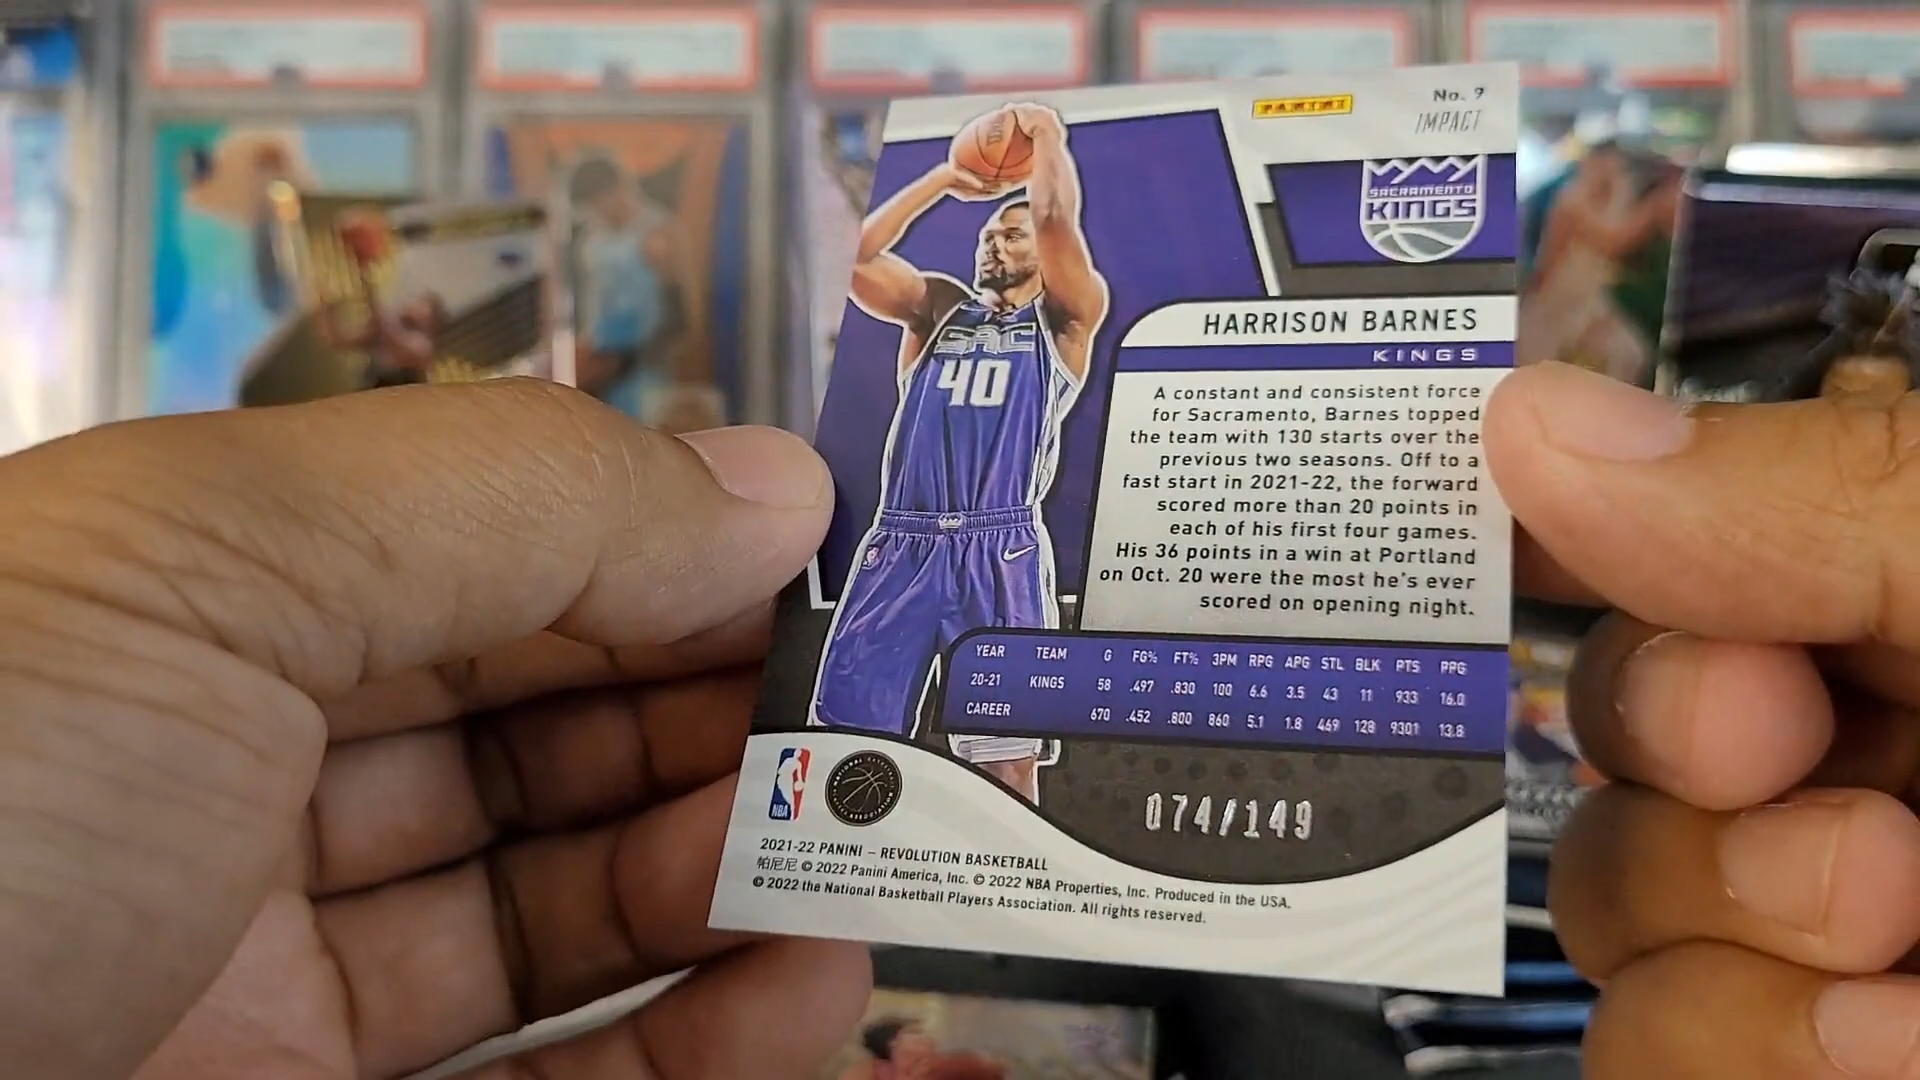 PANINI
No. 9
IMPACT
SACRAMENTO
KINGS
SAC
40
HARRISON BARNES
KINGS
A constant and consistent force
for Sacramento, Barnes topped
the team with 130 starts over the
previous two seasons. Off to a
fast start in 2021-22, the forward
scored more than 20 points in
each of his first four games.
His 36 points in a win at Portland
on Oct. 20 were the most he's ever
scored on opening night.
YEAR TEAM G FG% FT% 3PM RPG APG STL BLK PTS PPG
20-21 KINGS 58 .497 .830 100 6.6 3.5 43 11 933 16.0
CAREER 670 .452 .800 860 5.1 1.8 469 128 9301 13.8
074/149
NBA
NATIONAL BASKETBALL
2021-22 PANINI – REVOLUTION BASKETBALL
帕尼尼 © 2022 Panini America, Inc. © 2022 NBA Properties, Inc. Produced in the USA.
© 2022 the National Basketball Players Association. All rights reserved.